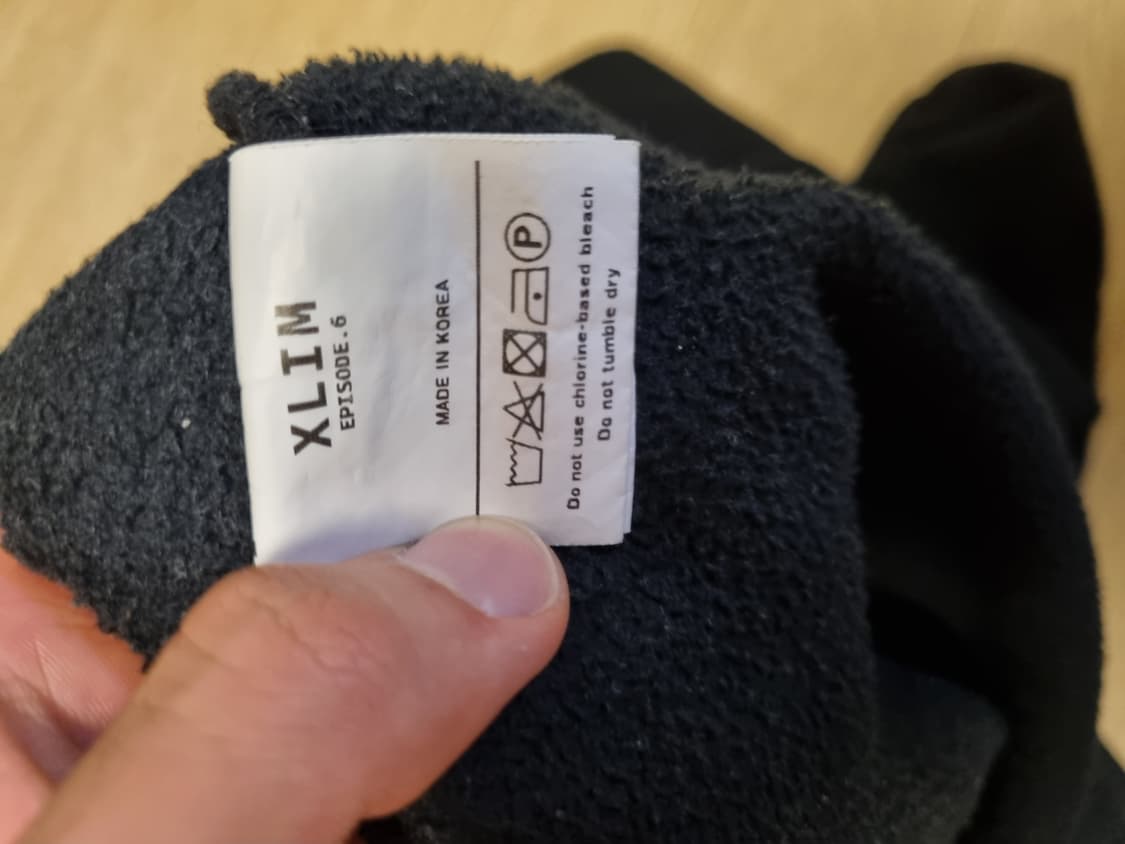 XLIM
EPISODE.6
MADE IN KOREA
P
Do not use chlorine-based bleach
Do not tumble dry